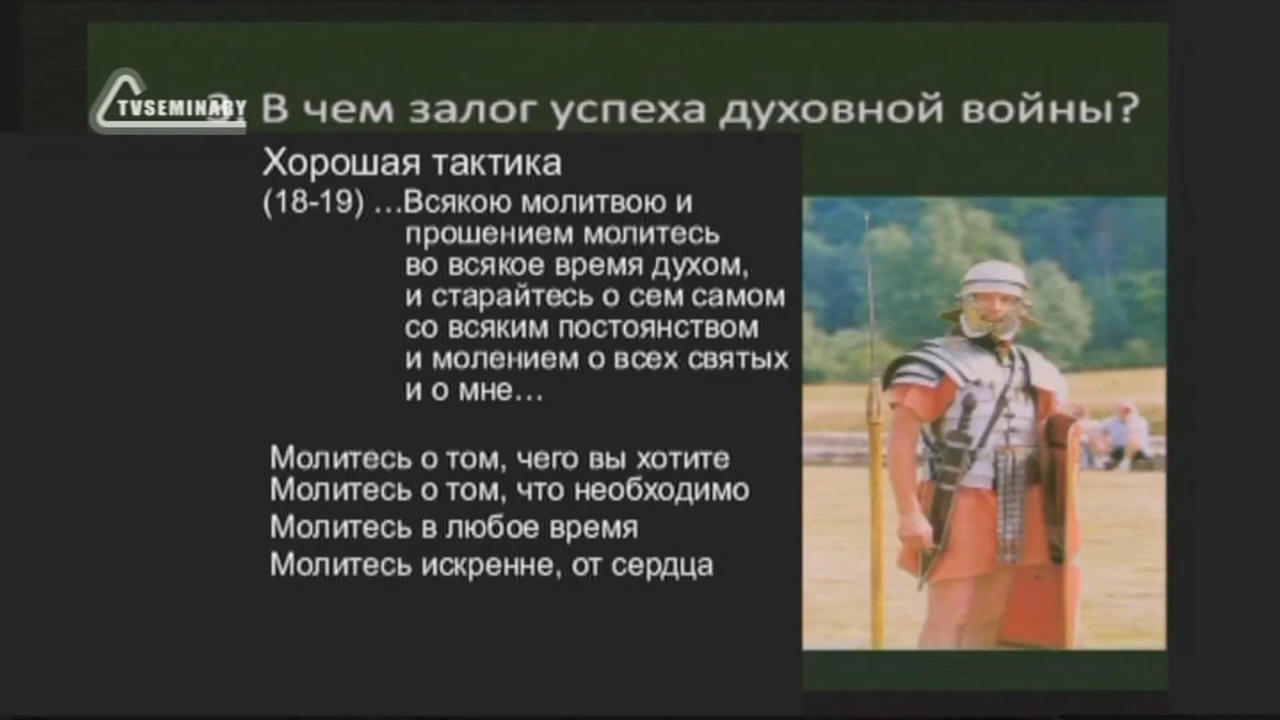 TVSEMINARY
3. В чем залог успеха духовной войны?
Хорошая тактика
(18-19) …Всякою молитвою и
прошением молитесь
во всякое время духом,
и старайтесь о сем самом
со всяким постоянством
и молением о всех святых
и о мне…
Молитесь о том, чего вы хотите
Молитесь о том, что необходимо
Молитесь в любое время
Молитесь искренне, от сердца